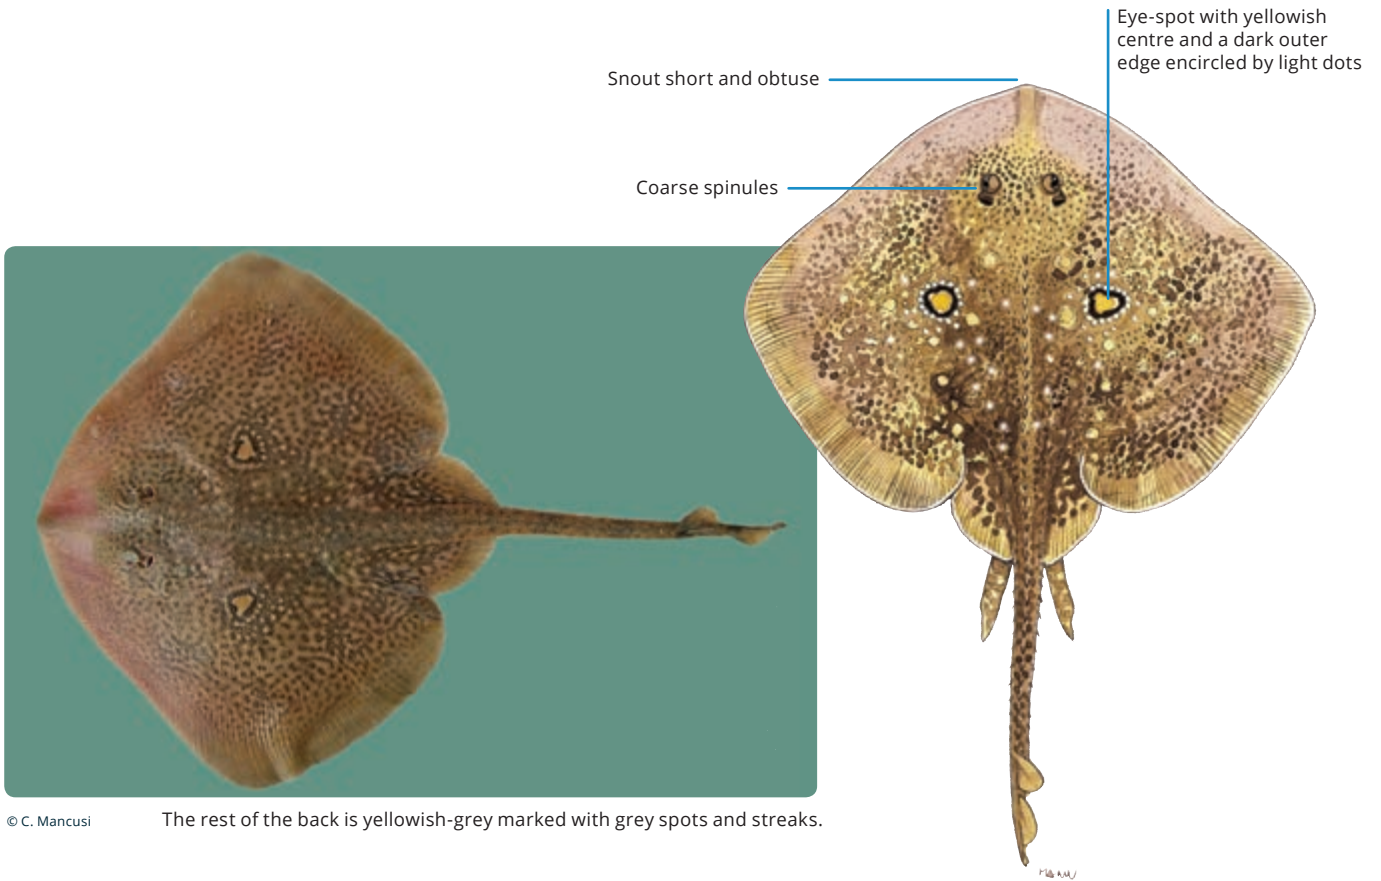 Eye-spot with yellowish
centre and a dark outer
edge encircled by light dots
Snout short and obtuse
Coarse spinules
© C. Mancusi
The rest of the back is yellowish-grey marked with grey spots and streaks.